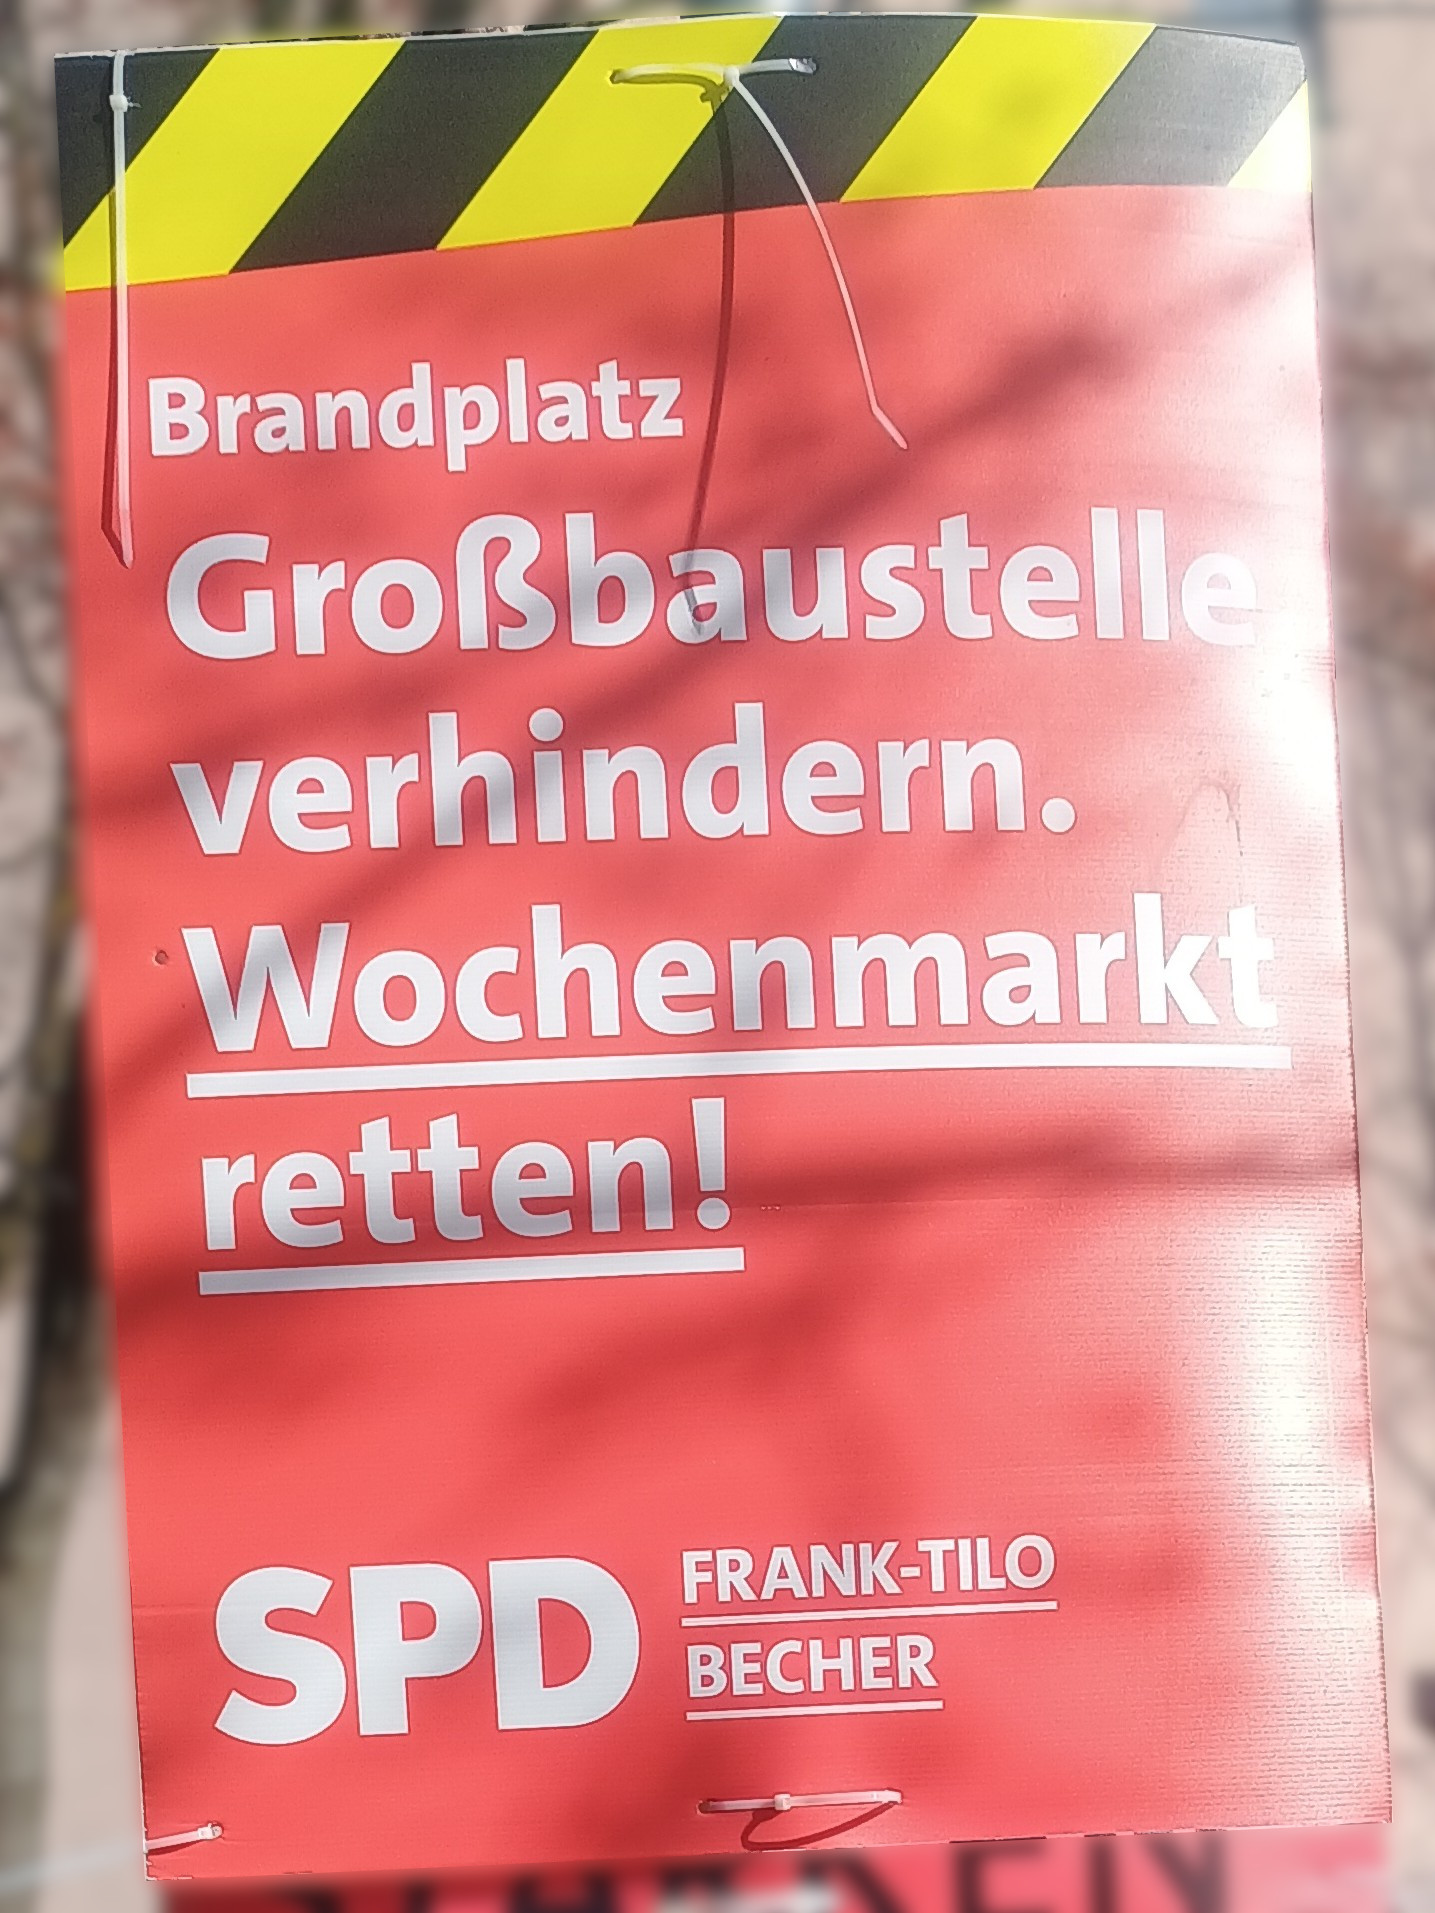 Brandplatz
Großbaustelle
verhindern.
Wochenmarkt
retten!
SPD
FRANK-TILO
BECHER